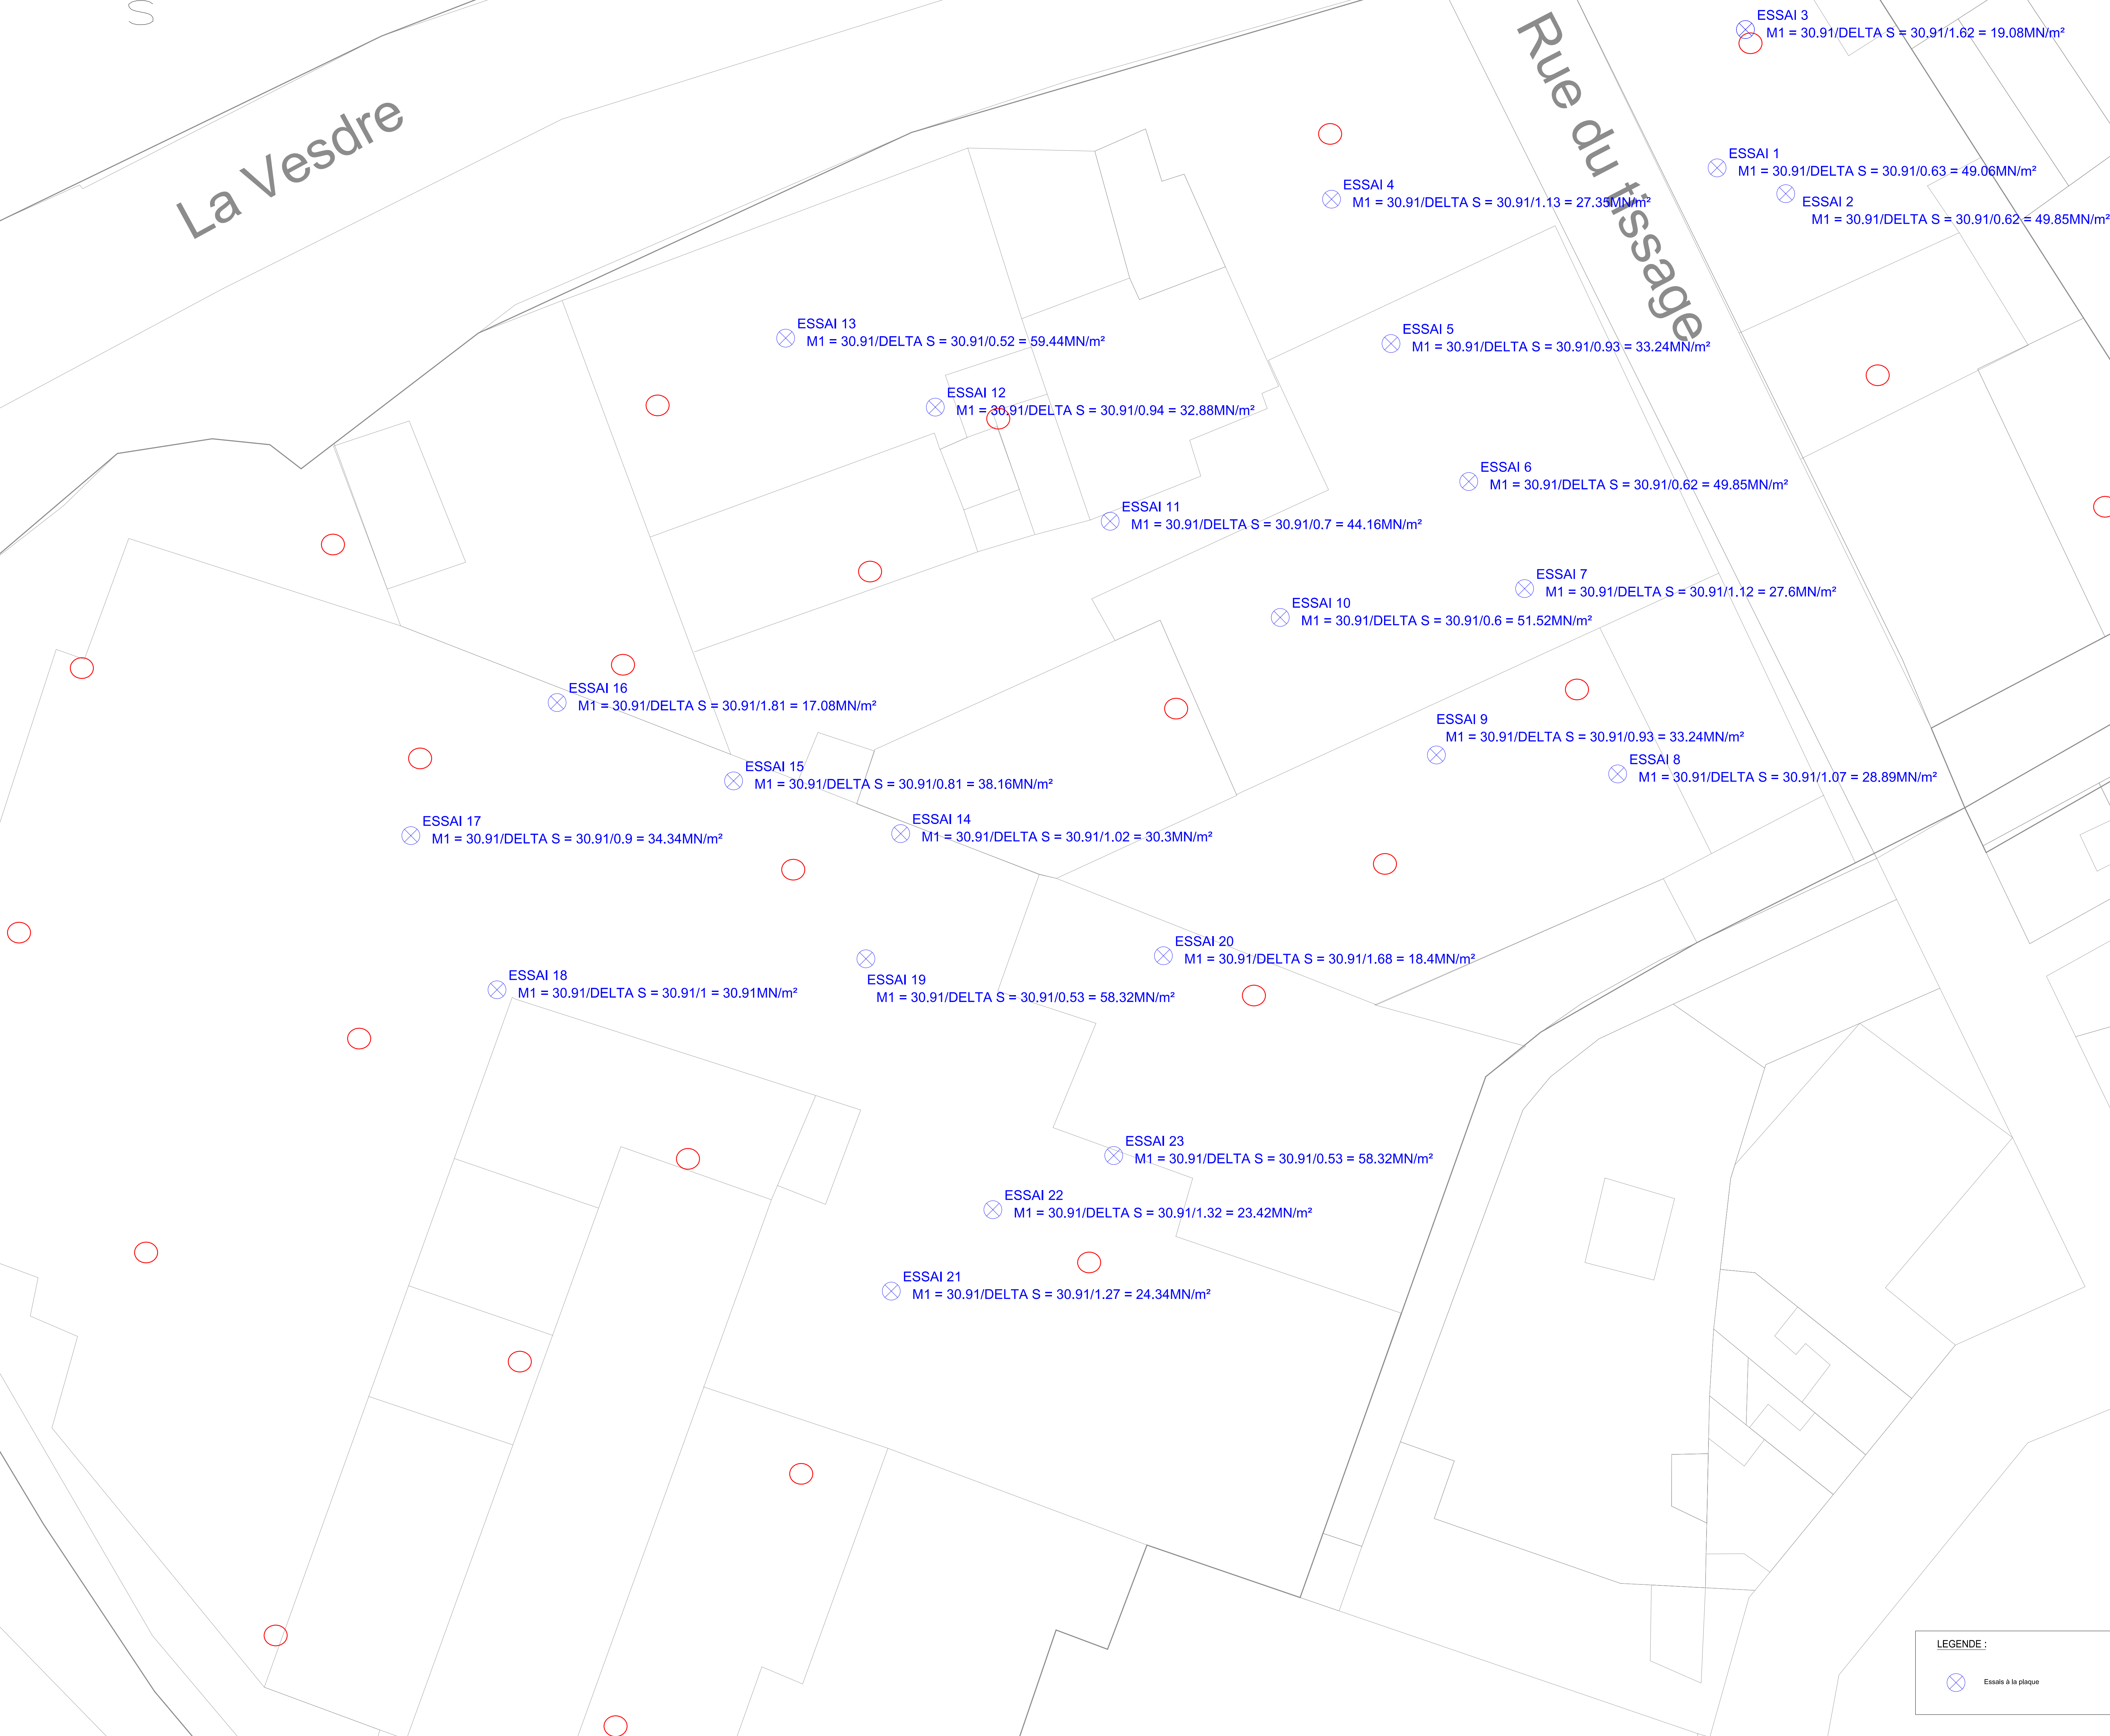 S
La Vesdre
Rue du tissage
ESSAI 3
M1 = 30.91/DELTA S = 30.91/1.62 = 19.08MN/m²
ESSAI 1
M1 = 30.91/DELTA S = 30.91/0.63 = 49.06MN/m²
ESSAI 2
M1 = 30.91/DELTA S = 30.91/0.62 = 49.85MN/m²
ESSAI 4
M1 = 30.91/DELTA S = 30.91/1.13 = 27.35MN/m²
ESSAI 13
M1 = 30.91/DELTA S = 30.91/0.52 = 59.44MN/m²
ESSAI 5
M1 = 30.91/DELTA S = 30.91/0.93 = 33.24MN/m²
ESSAI 12
M1 = 30.91/DELTA S = 30.91/0.94 = 32.88MN/m²
ESSAI 6
M1 = 30.91/DELTA S = 30.91/0.62 = 49.85MN/m²
ESSAI 11
M1 = 30.91/DELTA S = 30.91/0.7 = 44.16MN/m²
ESSAI 7
M1 = 30.91/DELTA S = 30.91/1.12 = 27.6MN/m²
ESSAI 10
M1 = 30.91/DELTA S = 30.91/0.6 = 51.52MN/m²
ESSAI 16
M1 = 30.91/DELTA S = 30.91/1.81 = 17.08MN/m²
ESSAI 9
M1 = 30.91/DELTA S = 30.91/0.93 = 33.24MN/m²
ESSAI 8
M1 = 30.91/DELTA S = 30.91/1.07 = 28.89MN/m²
ESSAI 15
M1 = 30.91/DELTA S = 30.91/0.81 = 38.16MN/m²
ESSAI 17
M1 = 30.91/DELTA S = 30.91/0.9 = 34.34MN/m²
ESSAI 14
M1 = 30.91/DELTA S = 30.91/1.02 = 30.3MN/m²
ESSAI 20
M1 = 30.91/DELTA S = 30.91/1.68 = 18.4MN/m²
ESSAI 18
M1 = 30.91/DELTA S = 30.91/1 = 30.91MN/m²
ESSAI 19
M1 = 30.91/DELTA S = 30.91/0.53 = 58.32MN/m²
ESSAI 23
M1 = 30.91/DELTA S = 30.91/0.53 = 58.32MN/m²
ESSAI 22
M1 = 30.91/DELTA S = 30.91/1.32 = 23.42MN/m²
ESSAI 21
M1 = 30.91/DELTA S = 30.91/1.27 = 24.34MN/m²
LEGENDE :
Essais à la plaque